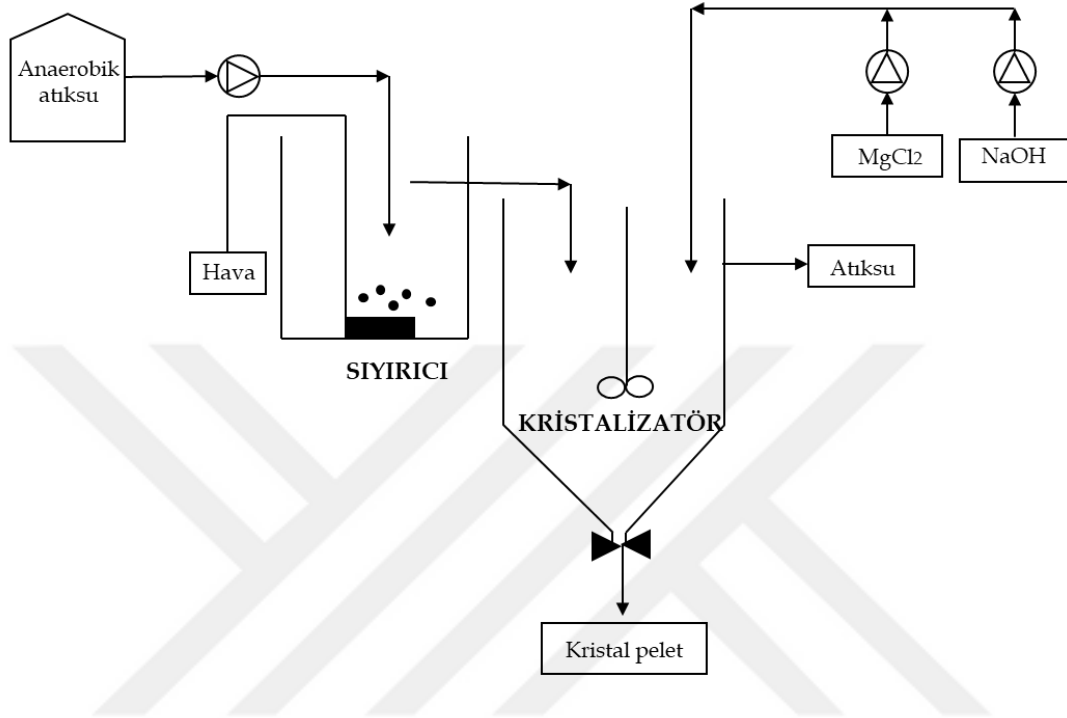 Anaerobik
atıksu
MgCl2
NaOH
Hava
Atıksu
SIYIRICI
KRİSTALİZATÖR
Kristal pelet